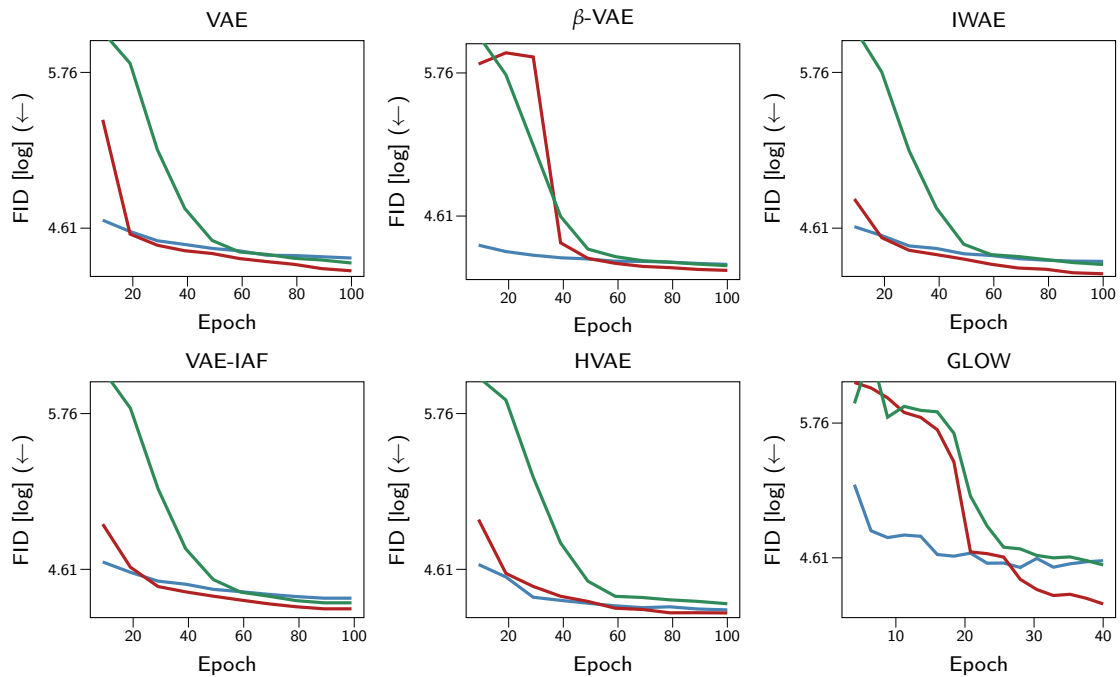 VAE
β-VAE
IWAE
FID [log] (←)
5.76
4.61
20 40 60 80 100
Epoch
FID [log] (←)
5.76
4.61
20 40 60 80 100
Epoch
FID [log] (←)
5.76
4.61
20 40 60 80 100
Epoch
VAE-IAF
HVAE
GLOW
FID [log] (←)
5.76
4.61
20 40 60 80 100
Epoch
FID [log] (←)
5.76
4.61
20 40 60 80 100
Epoch
FID [log] (←)
5.76
4.61
10 20 30 40
Epoch